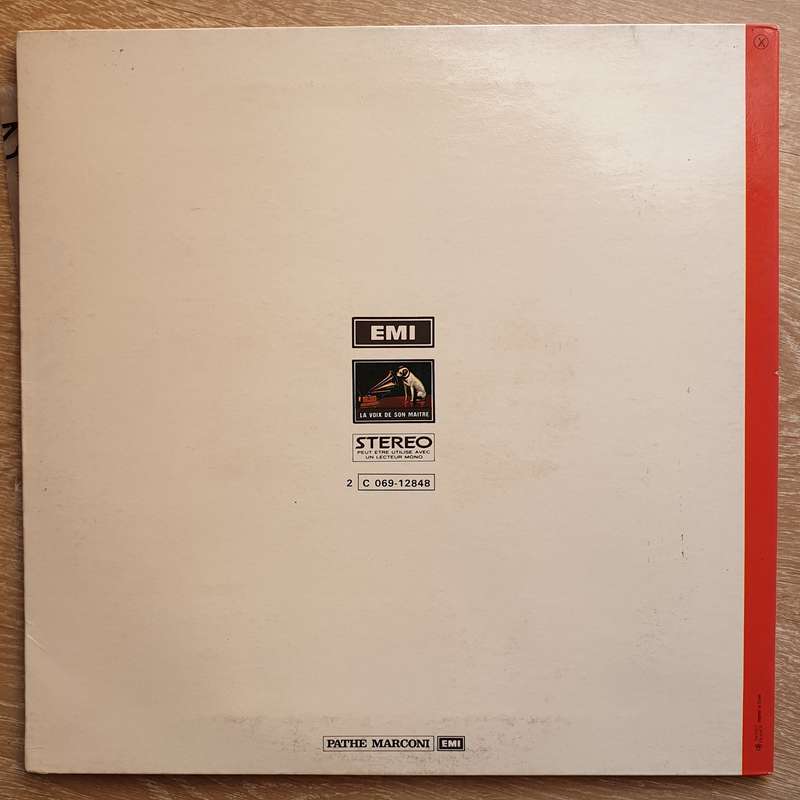 X
EMI
LA VOIX DE SON MAITRE
STEREO
PEUT ETRE UTILISE AVEC
UN LECTEUR MONO
2 C 069-12848
PATHE MARCONI EMI